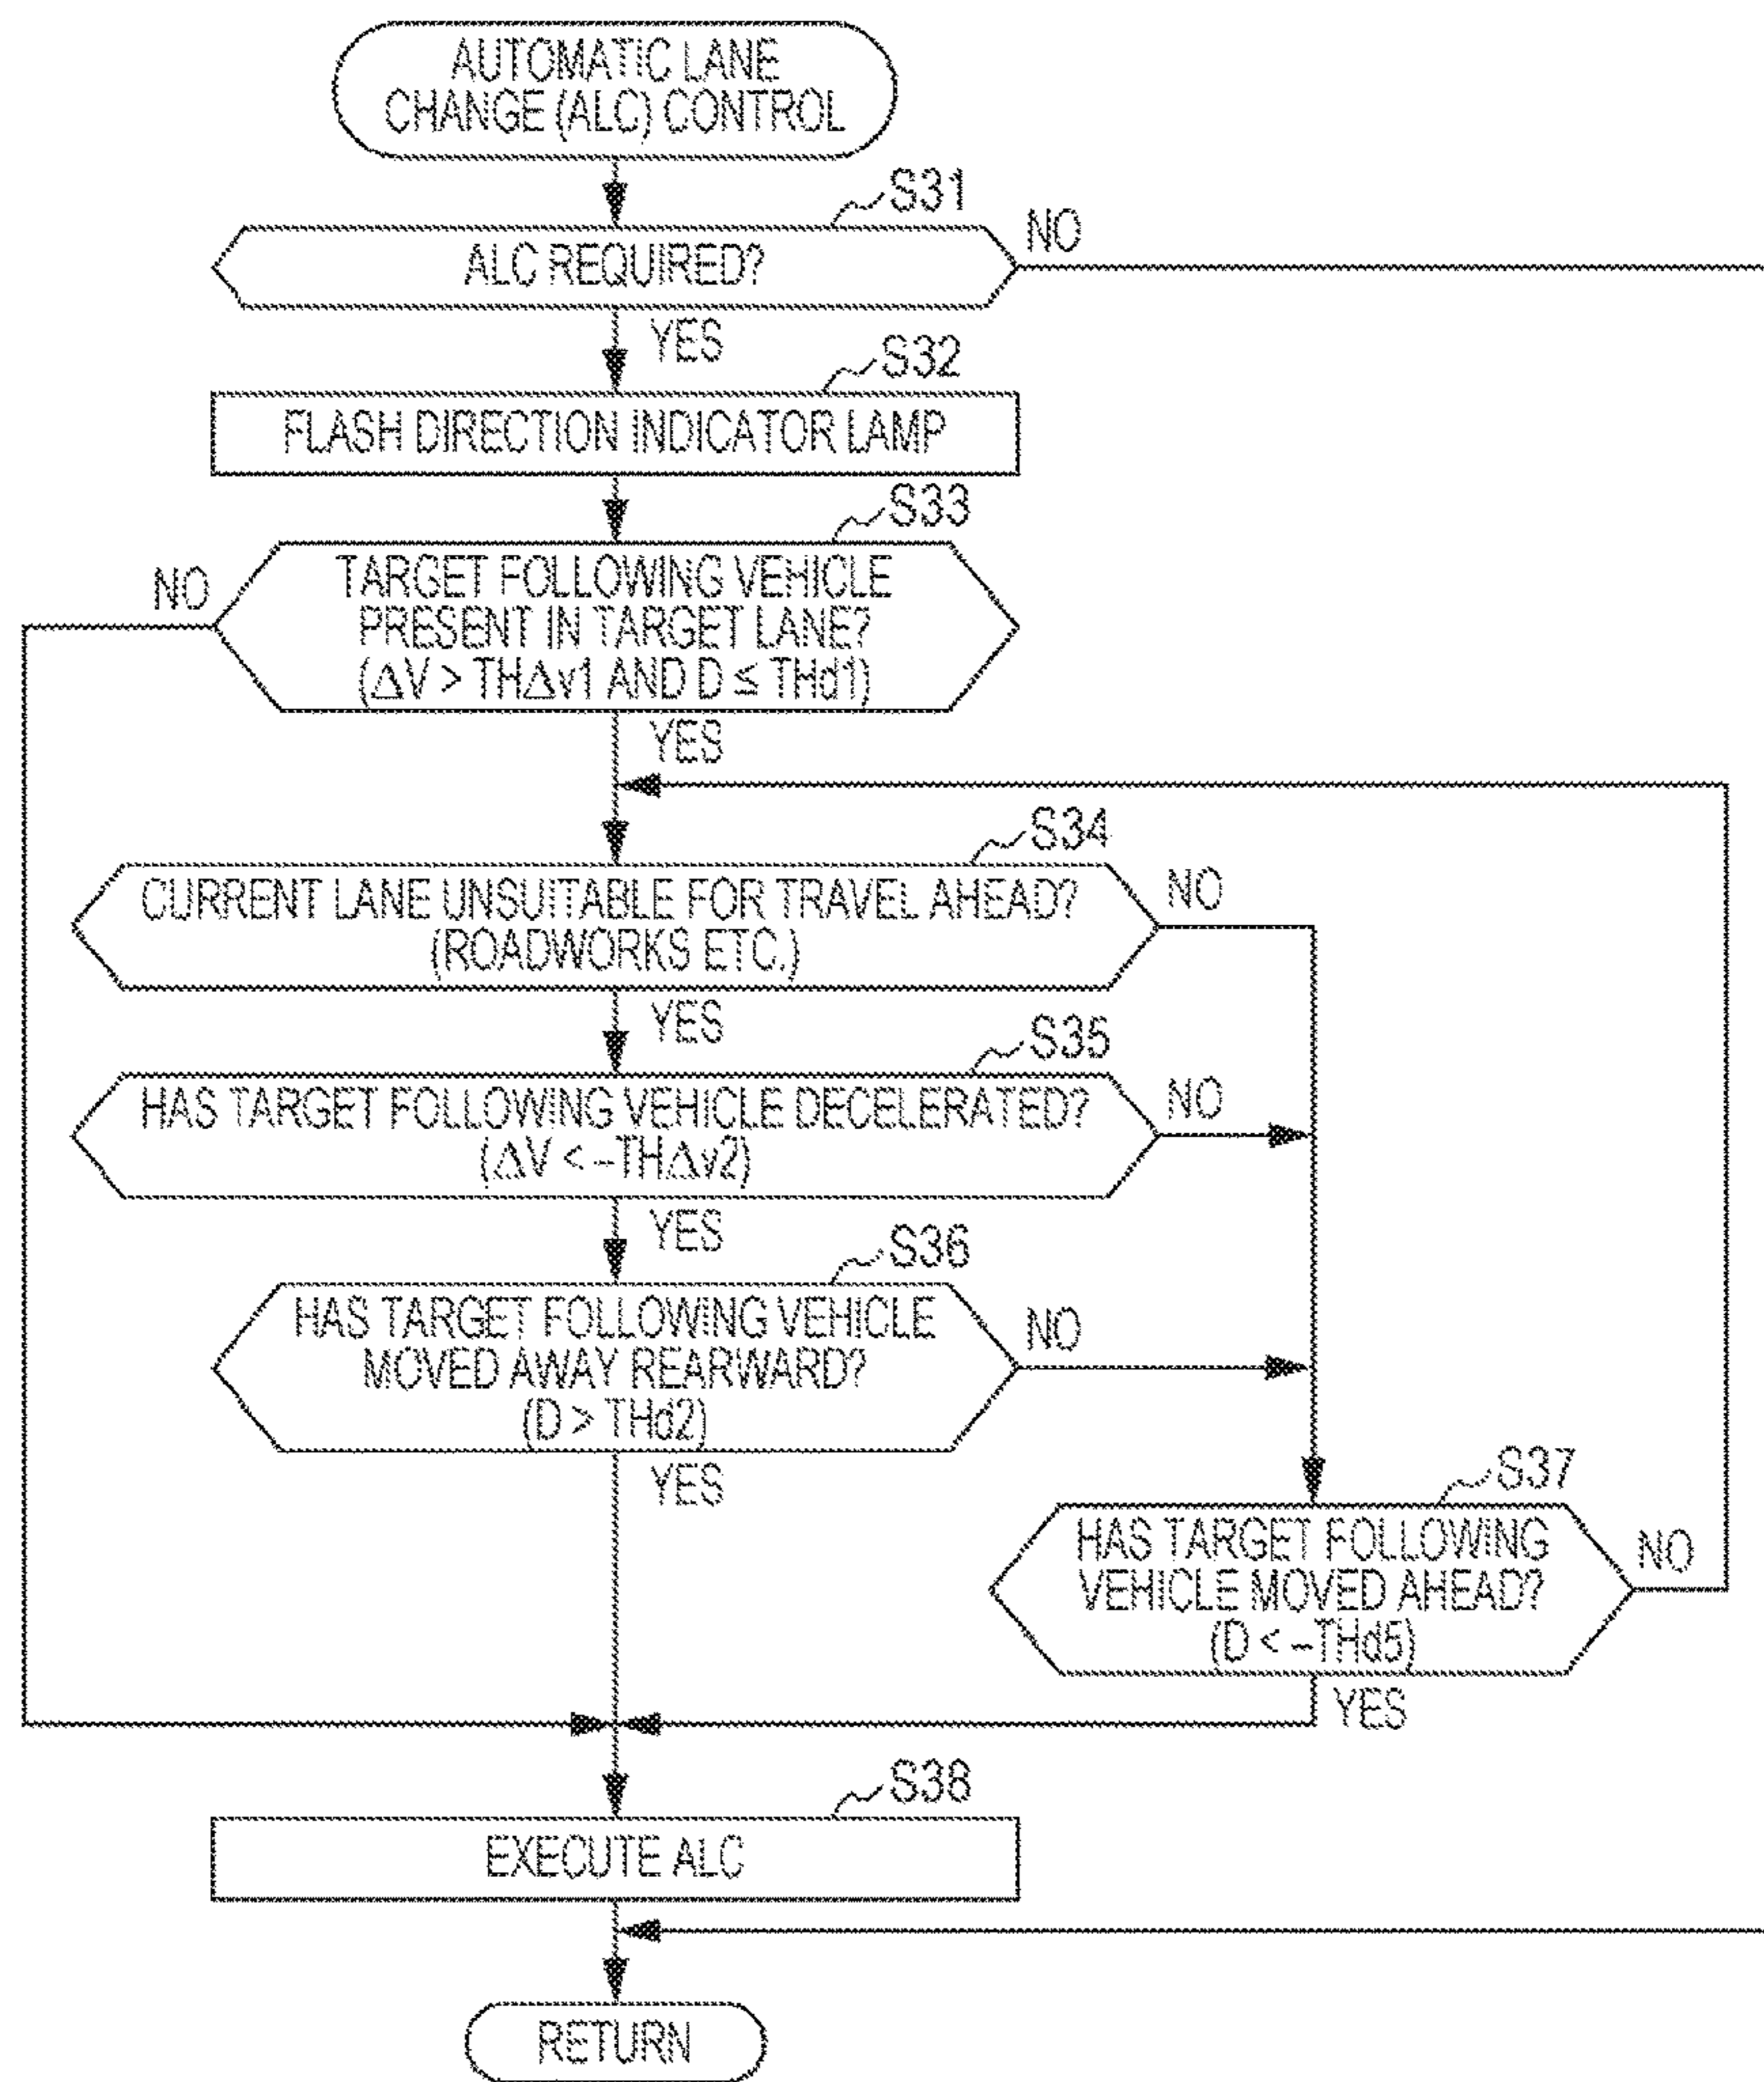 AUTOMATIC LANE
CHANGE (ALC) CONTROL
S31
ALC REQUIRED?
NO
YES
S32
FLASH DIRECTION INDICATOR LAMP
S33
TARGET FOLLOWING VEHICLE
PRESENT IN TARGET LANE?
(ΔV > THΔv1 AND D ≤ THd1)
NO
YES
S34
CURRENT LANE UNSUITABLE FOR TRAVEL AHEAD?
(ROADWORKS ETC.)
NO
YES
S35
HAS TARGET FOLLOWING VEHICLE DECELERATED?
(ΔV < –THΔv2)
NO
YES
S36
HAS TARGET FOLLOWING VEHICLE
MOVED AWAY REARWARD?
(D > THd2)
NO
YES
S37
HAS TARGET FOLLOWING
VEHICLE MOVED AHEAD?
(D < –THd5)
NO
YES
S38
EXECUTE ALC
RETURN